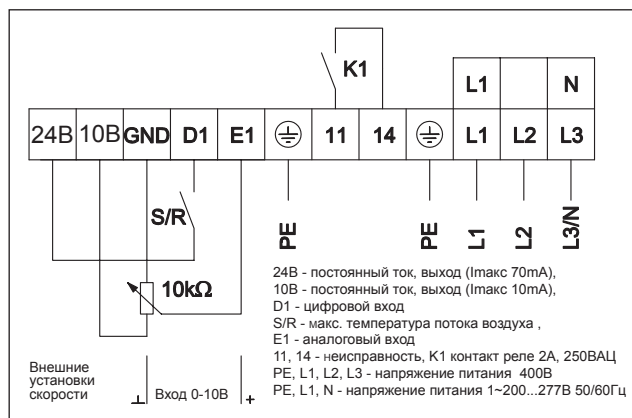 K1
L1 N
24В 10В GND D1 E1 11 14 L1 L2 L3
S/R
PE PE L1 L2 L3/N
10kΩ
24В - постоянный ток, выход (Iмакс 70mA),
10В - постоянный ток, выход (Iмакс 10mA),
D1 - цифровой вход
S/R - макс. температура потока воздуха ,
E1 - аналоговый вход
11, 14 - неисправность, K1 контакт реле 2A, 250ВАЦ
PE, L1, L2, L3 - напряжение питания 400В
PE, L1, N - напряжение питания 1~200...277В 50/60Гц
Внешние
установки
скорости
⊥ Вход 0-10В +